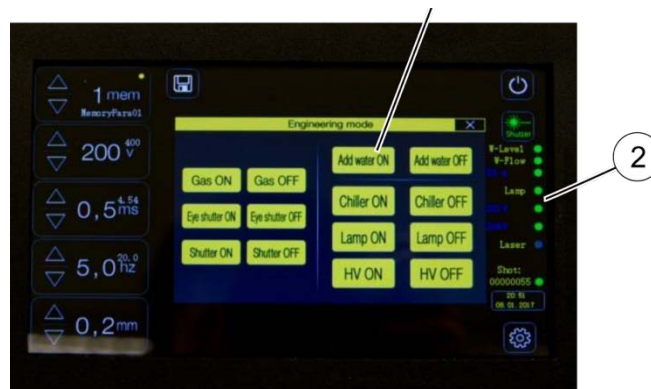 1 mem
MemoryPara01
200 400 V
0,5 4.54 ms
5,0 20.0 hz
0,2 mm
Engineering mode X
Gas ON Gas OFF
Eye shutter ON Eye shutter OFF
Shutter ON Shutter OFF
Add water ON Add water OFF
Chiller ON Chiller OFF
Lamp ON Lamp OFF
HV ON HV OFF
Shutter
W-Level
W-Flow
Lamp
Laser
Shot:
00000055
20:51
08.01.2017
2